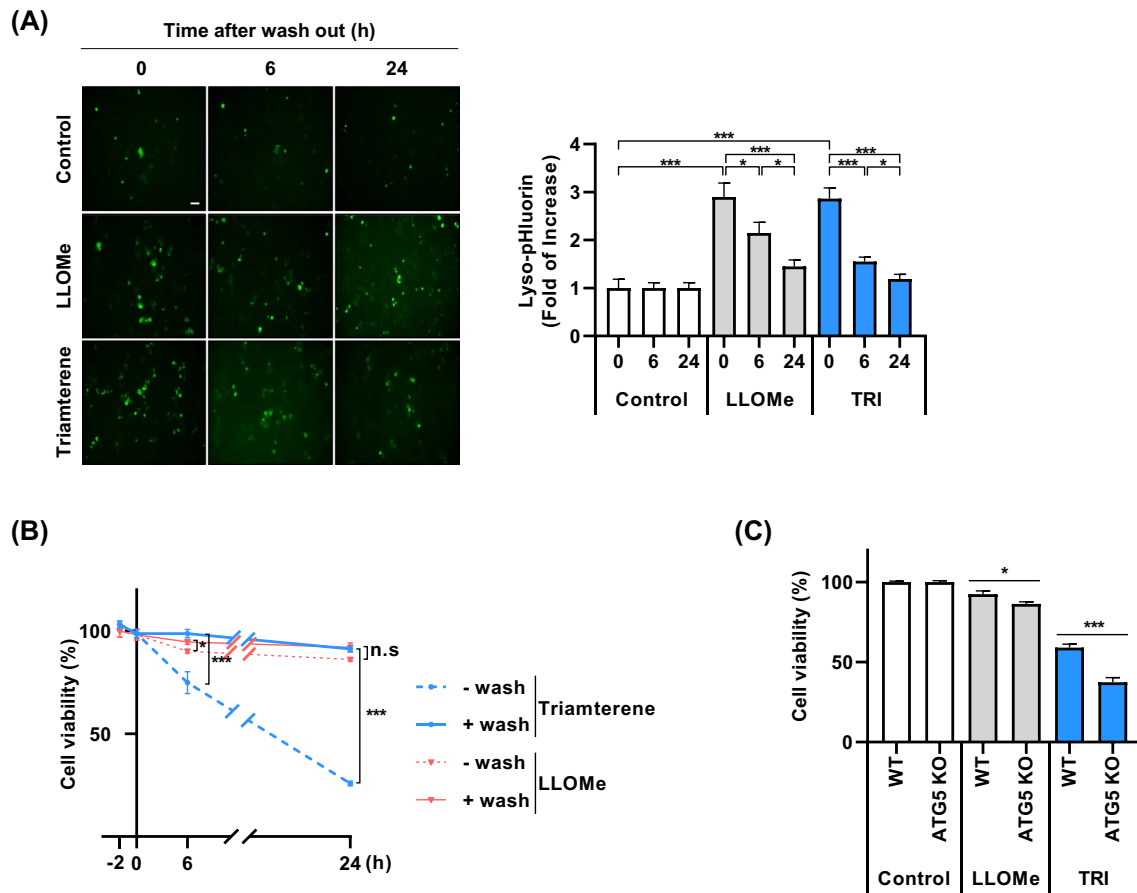 (A)
Time after wash out (h)
0 6 24
Control
LLOMe
Triamterene
Lyso-pHluorin
(Fold of Increase)
4
3
2
1
0
***
*** *** ***
* * *** *
0 6 24 0 6 24 0 6 24
Control LLOMe TRI
(B)
Cell viability (%)
100
50
*
***
n.s
***
-2 0 6 24 (h)
- wash
+ wash
Triamterene
- wash
+ wash
LLOMe
(C)
Cell viability (%)
100
50
0
*
***
WT ATG5 KO WT ATG5 KO WT ATG5 KO
Control LLOMe TRI